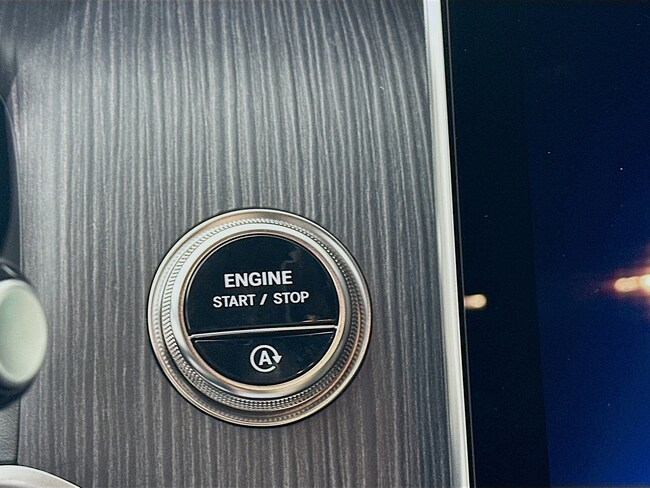 ENGINE
START / STOP
A